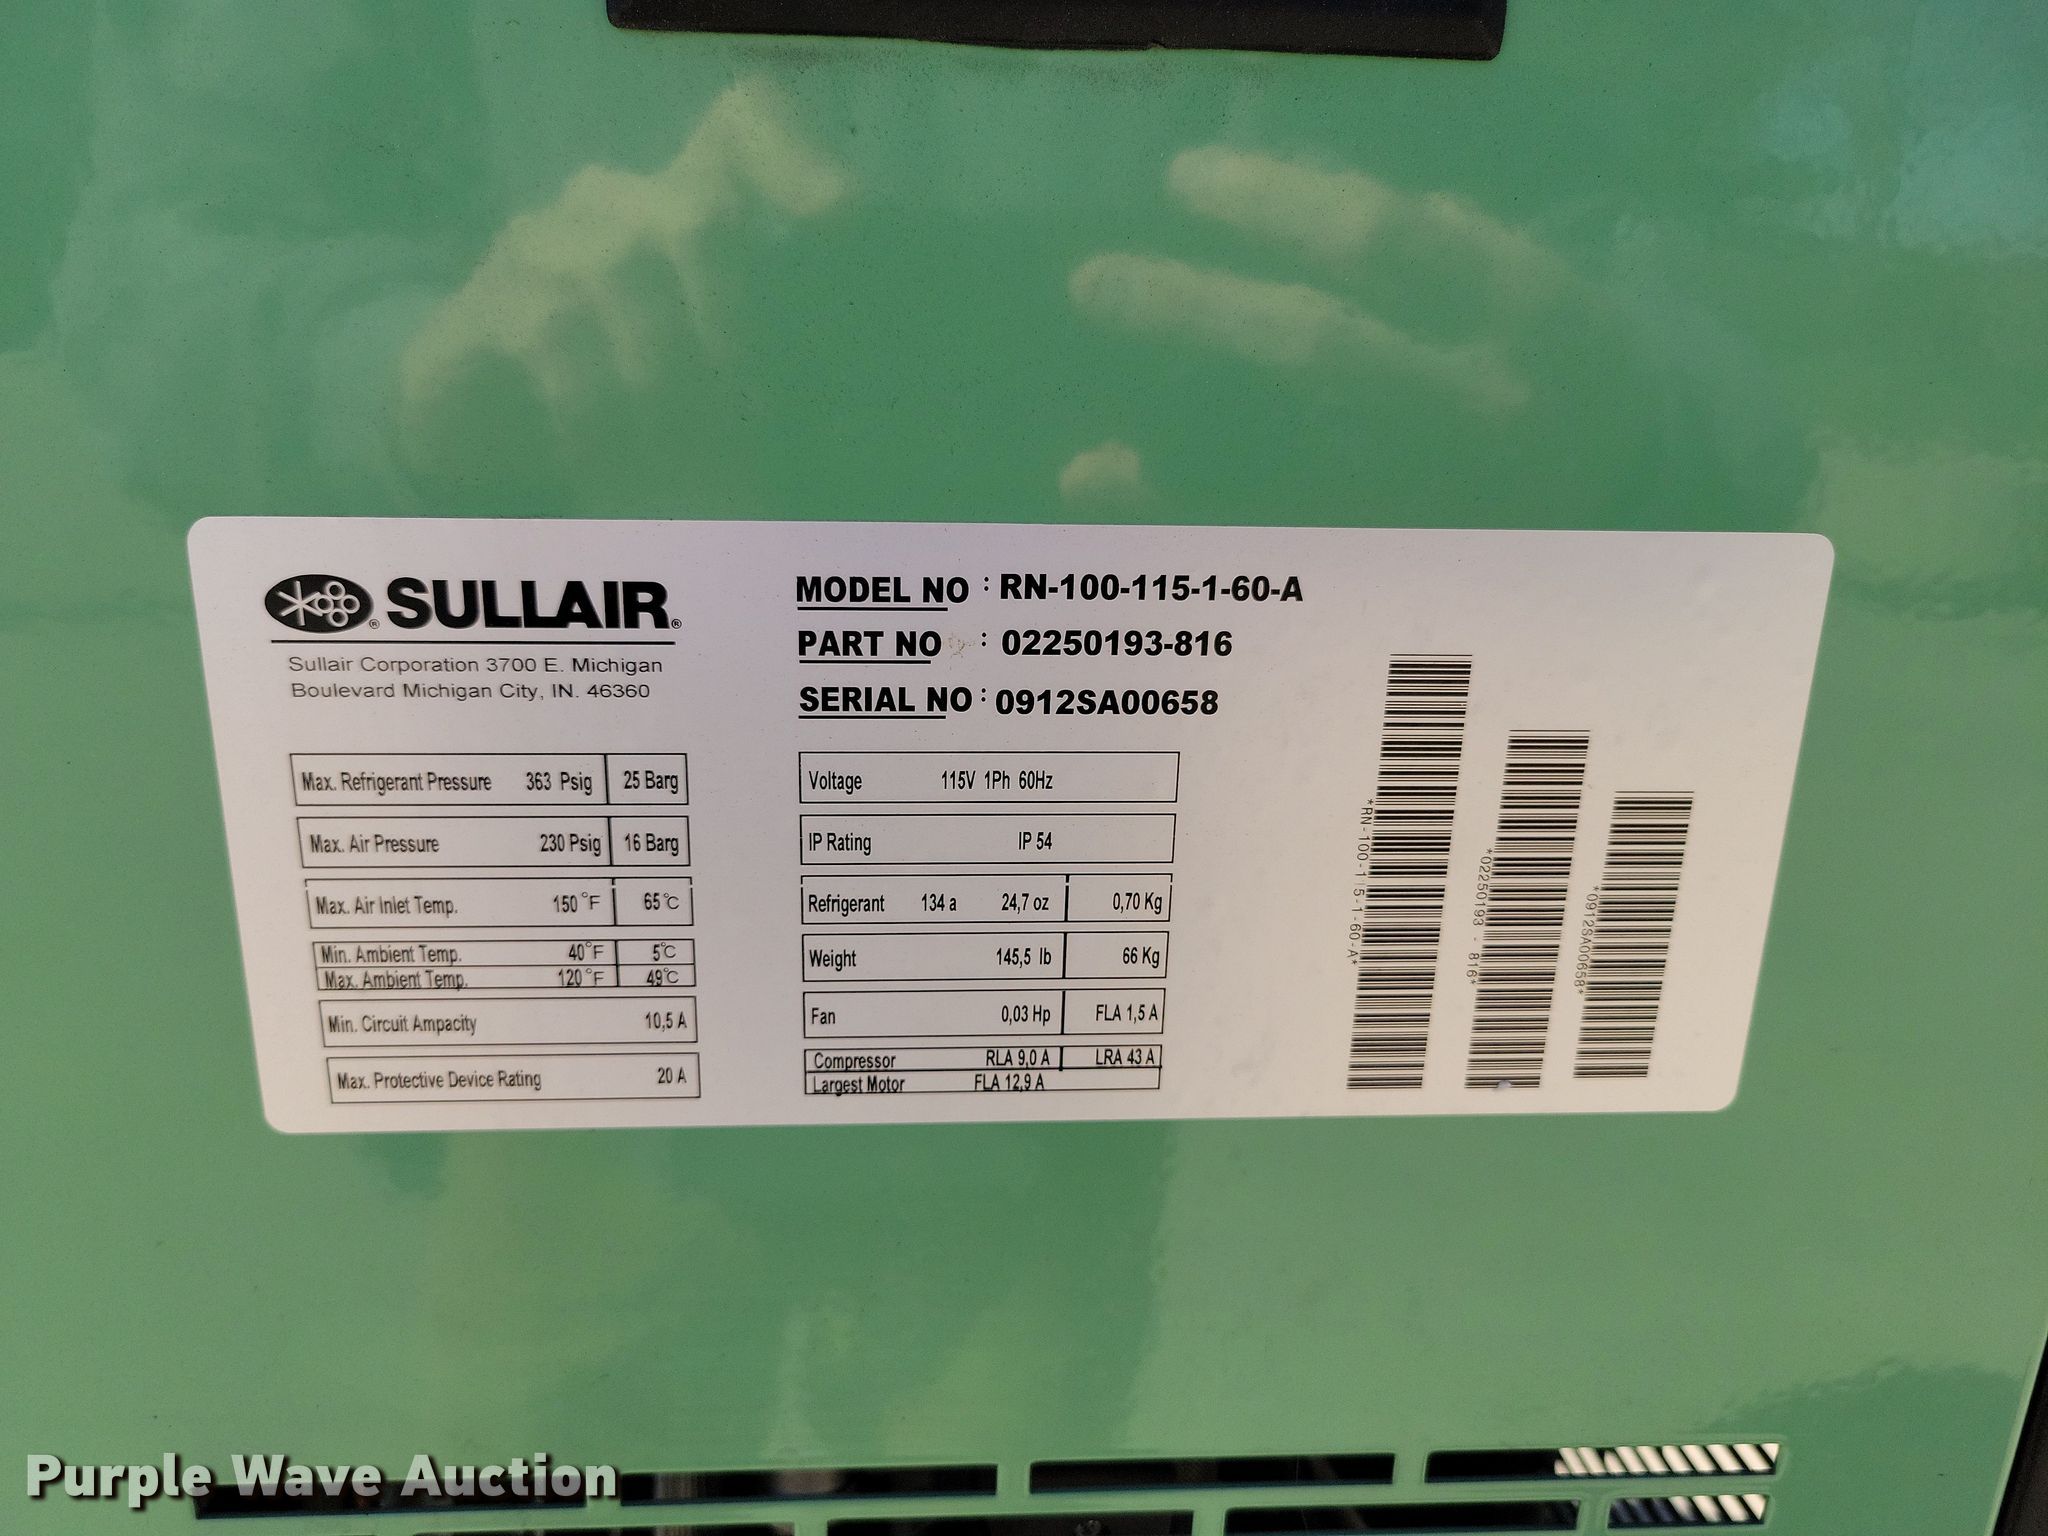 SULLAIR®
Sullair Corporation 3700 E. Michigan
Boulevard Michigan City, IN. 46360
MODEL NO : RN-100-115-1-60-A
PART NO : 02250193-816
SERIAL NO : 0912SA00658
Max. Refrigerant Pressure 363 Psig 25 Barg
Max. Air Pressure 230 Psig 16 Barg
Max. Air Inlet Temp. 150 °F 65 °C
Min. Ambient Temp. 40°F 5°C
Max. Ambient Temp. 120°F 49°C
Min. Circuit Ampacity 10,5 A
Max. Protective Device Rating 20 A
Voltage 115V 1Ph 60Hz
IP Rating IP 54
Refrigerant 134 a 24,7 oz 0,70 Kg
Weight 145,5 lb 66 Kg
Fan 0,03 Hp FLA 1,5 A
Compressor RLA 9,0 A LRA 43 A
Largest Motor FLA 12,9 A
*RN-100-115-1-60-A*
*02250193 - 816*
*0912SA00658*
Purple Wave Auction